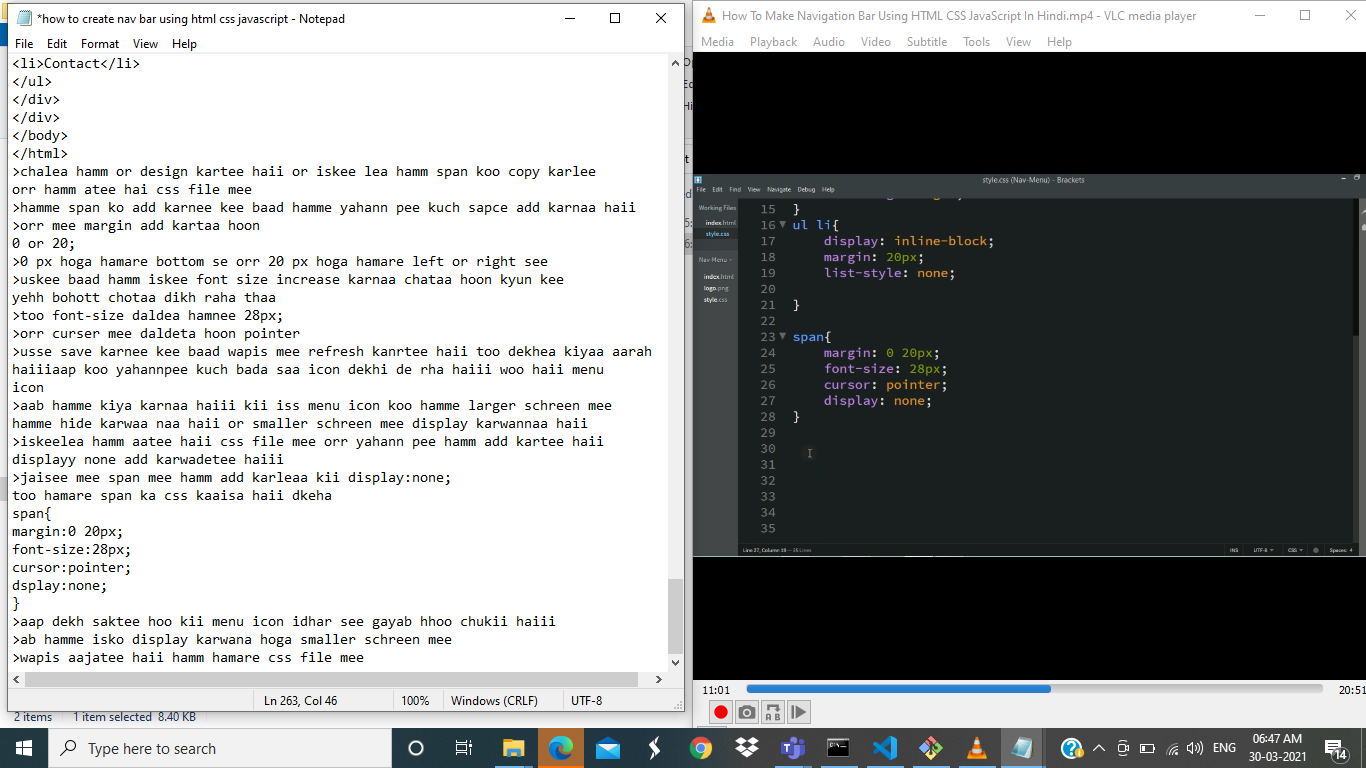 *how to create nav bar using html css javascript - Notepad
File Edit Format View Help
<li>Contact</li>
</ul>
</div>
</div>
</body>
</html>
>chalea hamm or design kartee haii or iskee lea hamm span koo copy karlee
orr hamm atee hai css file mee
>hamme span ko add karnee kee baad hamme yahann pee kuch sapce add karnaa haii
>orr mee margin add kartaa hoon
0 or 20;
>0 px hoga hamare bottom se orr 20 px hoga hamare left or right see
>uskee baad hamm iskee font size increase karnaa chataa hoon kyun kee
yehh bohott chotaa dikh raha thaa
>too font-size daldea hamnee 28px;
>orr curser mee daldeta hoon pointer
>usse save karnee kee baad wapis mee refresh kanrtee haii too dekhea kiyaa aarah
haiiiaap koo yahannpee kuch bada saa icon dekhi de rha haiii woo haii menu
icon
>aab hamme kiya karnaa haiii kii iss menu icon koo hamme larger schreen mee
hamme hide karwaa naa haii or smaller schreen mee display karwannaa haii
>iskeelea hamm aatee haii css file mee orr yahann pee hamm add kartee haii
displayy none add karwadetee haiii
>jaisee mee span mee hamm add karleaa kii display:none;
too hamare span ka css kaaisa haii dkeha
span{
margin:0 20px;
font-size:28px;
cursor:pointer;
dsplay:none;
}
>aap dekh saktee hoo kii menu icon idhar see gayab hhoo chukii haiii
>ab hamme isko display karwana hoga smaller schreen mee
>wapis aajatee haii hamm hamare css file mee
Ln 263, Col 46 100% Windows (CRLF) UTF-8
2 items 1 item selected 8.40 KB
How To Make Navigation Bar Using HTML CSS JavaScript In Hindi.mp4 - VLC media player
Media Playback Audio Video Subtitle Tools View Help
style.css (Nav-Menu) - Brackets
File Edit Find View Navigate Debug Help
Working Files
index.html
style.css
Nav-Menu
index.html
logo.png
style.css
15 }
16 ul li{
17 display: inline-block;
18 margin: 20px;
19 list-style: none;
20
21 }
22
23 span{
24 margin: 0 20px;
25 font-size: 28px;
26 cursor: pointer;
27 display: none;
28 }
29
30
31
32
33
34
35
Line 27, Column 19 — 35 Lines
INS UTF-8 CSS Spaces: 4
11:01 20:51
Type here to search
ENG
06:47 AM
30-03-2021
14